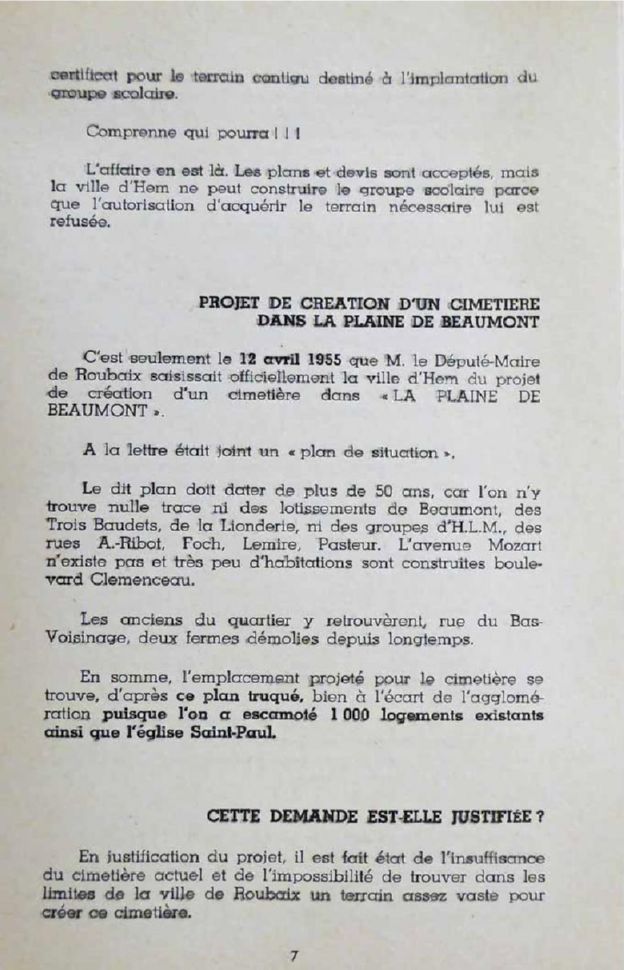 certificat pour le terrain contigu destiné à l'implantation du
groupe scolaire.
Comprenne qui pourra ! ! !
L'affaire en est là. Les plans et devis sont acceptés, mais
la ville d'Hem ne peut construire le groupe scolaire parce
que l'autorisation d'acquérir le terrain nécessaire lui est
refusée.
PROJET DE CREATION D'UN CIMETIERE
DANS LA PLAINE DE BEAUMONT
C'est seulement le 12 avril 1955 que M. le Député-Maire
de Roubaix saisissait officiellement la ville d'Hem du projet
de création d'un cimetière dans « LA PLAINE DE
BEAUMONT ».
A la lettre était joint un « plan de situation ».
Le dit plan doit dater de plus de 50 ans, car l'on n'y
trouve nulle trace ni des lotissements de Beaumont, des
Trois Baudets, de la Lionderie, ni des groupes d'H.L.M., des
rues A.-Ribot, Foch, Lemire, Pasteur. L'avenue Mozart
n'existe pas et très peu d'habitations sont construites boule-
vard Clemenceau.
Les anciens du quartier y retrouvèrent, rue du Bas-
Voisinage, deux fermes démolies depuis longtemps.
En somme, l'emplacement projeté pour le cimetière se
trouve, d'après ce plan truqué, bien à l'écart de l'agglomé-
ration puisque l'on a escamoté 1 000 logements existants
ainsi que l'église Saint-Paul.
CETTE DEMANDE EST-ELLE JUSTIFIÉE ?
En justification du projet, il est fait état de l'insuffisance
du cimetière actuel et de l'impossibilité de trouver dans les
limites de la ville de Roubaix un terrain assez vaste pour
créer ce cimetière.
7